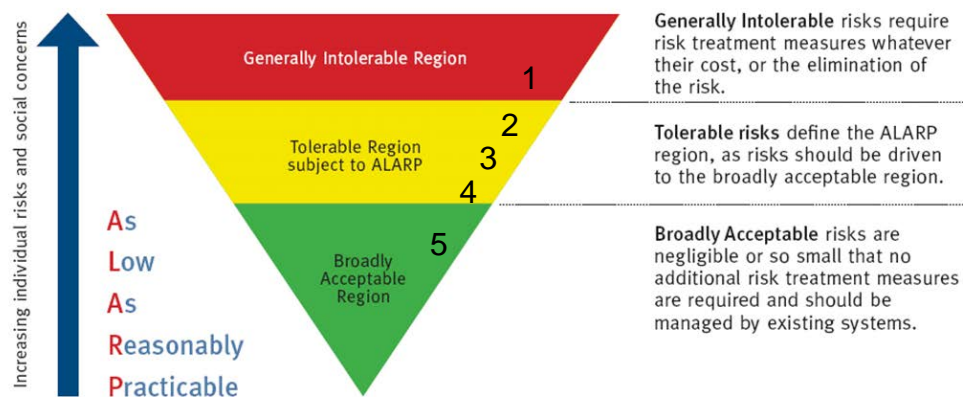 Increasing individual risks and social concerns
Generally Intolerable Region
1
Tolerable Region
subject to ALARP
2
3
4
Broadly
Acceptable
Region
5
As
Low
As
Reasonably
Practicable
Generally Intolerable risks require
risk treatment measures whatever
their cost, or the elimination of
the risk.
Tolerable risks define the ALARP
region, as risks should be driven
to the broadly acceptable region.
Broadly Acceptable risks are
negligible or so small that no
additional risk treatment measures
are required and should be
managed by existing systems.